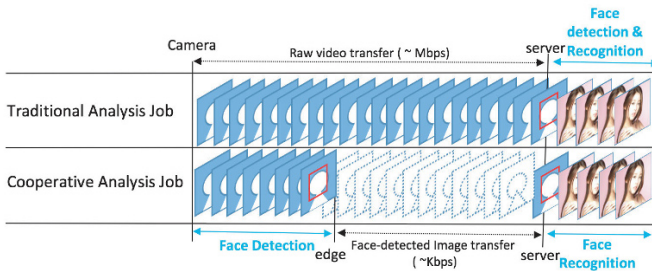 Face
detection &
Recognition
Camera
Raw video transfer ( ~ Mbps)
server
Traditional Analysis Job
Cooperative Analysis Job
Face Detection
edge
Face-detected Image transfer
( ~Kbps)
server
Face
Recognition